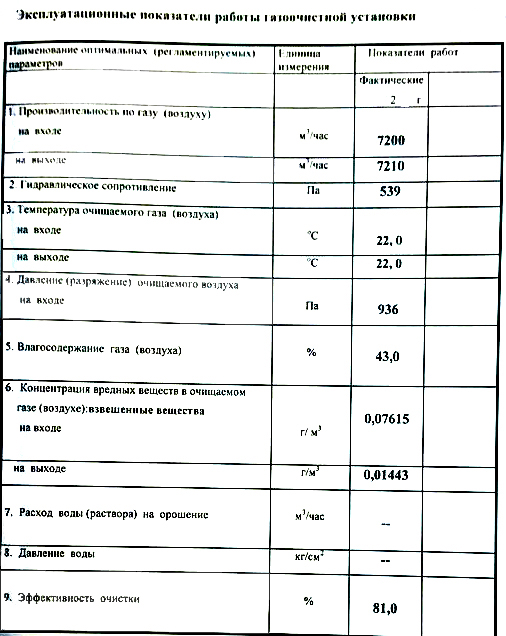 Эксплуатационные показатели работы газоочистной установки
Наименование оптимальных (регламентируемых) параметров
Единица измерения
Показатели работ
Фактические
2 г
1. Производительность по газу (воздуху)
на входе м³/час 7200
на выходе м³/час 7210
2. Гидравлическое сопротивление Па 539
3. Температура очищаемого газа (воздуха)
на входе °С 22, 0
на выходе °С 22, 0
4. Давление (разряжение) очищаемого воздуха
на входе Па 936
5. Влагосодержание газа (воздуха) % 43,0
6. Концентрация вредных веществ в очищаемом
газе (воздухе):взвешенные вещества
на входе г/ м³ 0,07615
на выходе г/м³ 0,01443
7. Расход воды (раствора) на орошение м³/час --
8. Давление воды кг/см² --
9. Эффективность очистки % 81,0